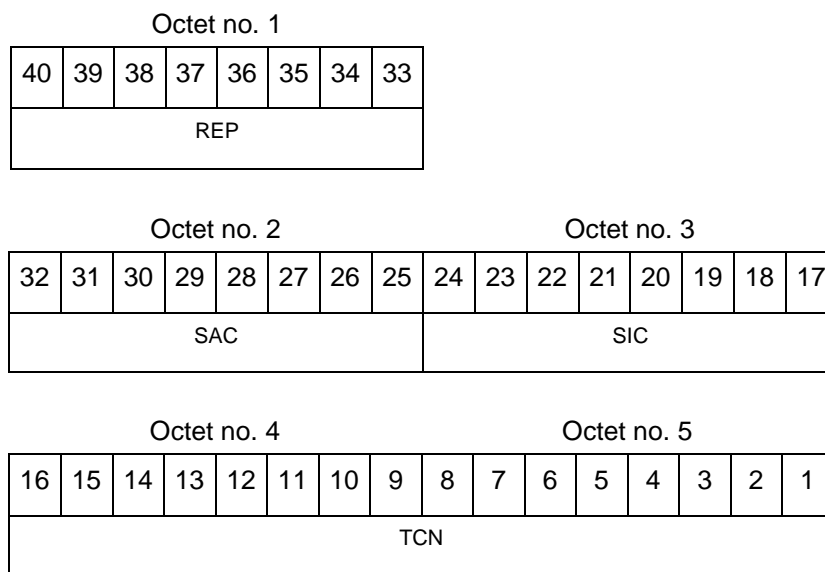 Octet no. 1
40 39 38 37 36 35 34 33
REP
Octet no. 2 Octet no. 3
32 31 30 29 28 27 26 25 24 23 22 21 20 19 18 17
SAC SIC
Octet no. 4 Octet no. 5
16 15 14 13 12 11 10 9 8 7 6 5 4 3 2 1
TCN